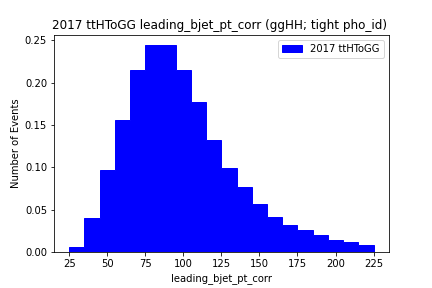 2017 ttHToGG leading_bjet_pt_corr (ggHH; tight pho_id)
2017 ttHToGG
Number of Events
0.25
0.20
0.15
0.10
0.05
0.00
25 50 75 100 125 150 175 200 225
leading_bjet_pt_corr